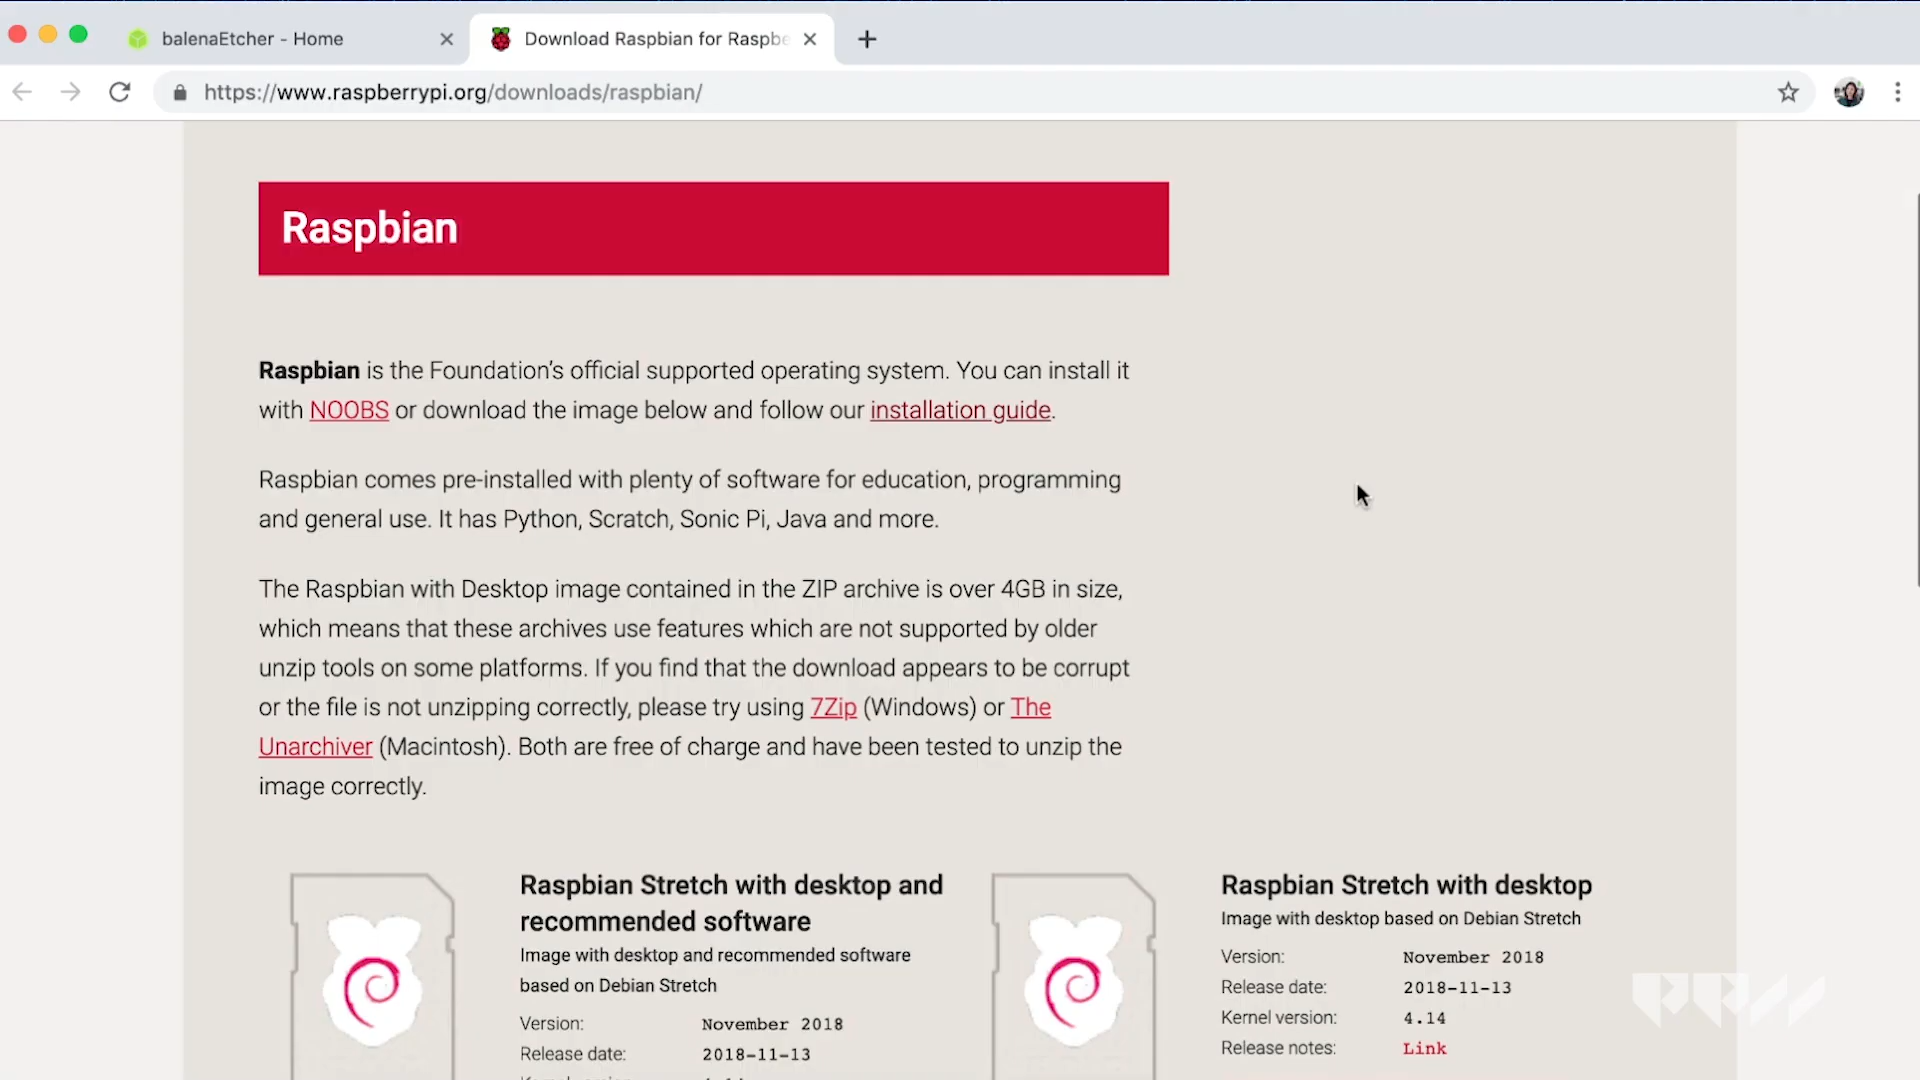 balenaEtcher - Home
Download Raspbian for Raspbe
https://www.raspberrypi.org/downloads/raspbian/
Raspbian
Raspbian is the Foundation's official supported operating system. You can install it
with NOOBS or download the image below and follow our installation guide.
Raspbian comes pre-installed with plenty of software for education, programming
and general use. It has Python, Scratch, Sonic Pi, Java and more.
The Raspbian with Desktop image contained in the ZIP archive is over 4GB in size,
which means that these archives use features which are not supported by older
unzip tools on some platforms. If you find that the download appears to be corrupt
or the file is not unzipping correctly, please try using 7Zip (Windows) or The
Unarchiver (Macintosh). Both are free of charge and have been tested to unzip the
image correctly.
Raspbian Stretch with desktop and
recommended software
Image with desktop and recommended software
based on Debian Stretch
Version: November 2018
Release date: 2018-11-13
Raspbian Stretch with desktop
Image with desktop based on Debian Stretch
Version: November 2018
Release date: 2018-11-13
Kernel version: 4.14
Release notes: Link